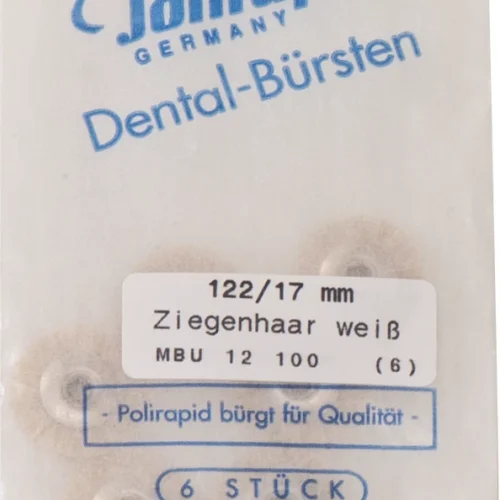 GERMANY
Dental-Bürsten
122/17 mm
Ziegenhaar weiß
MBU 12 100 (6)
- Polirapid bürgt für Qualität -
6 STÜCK